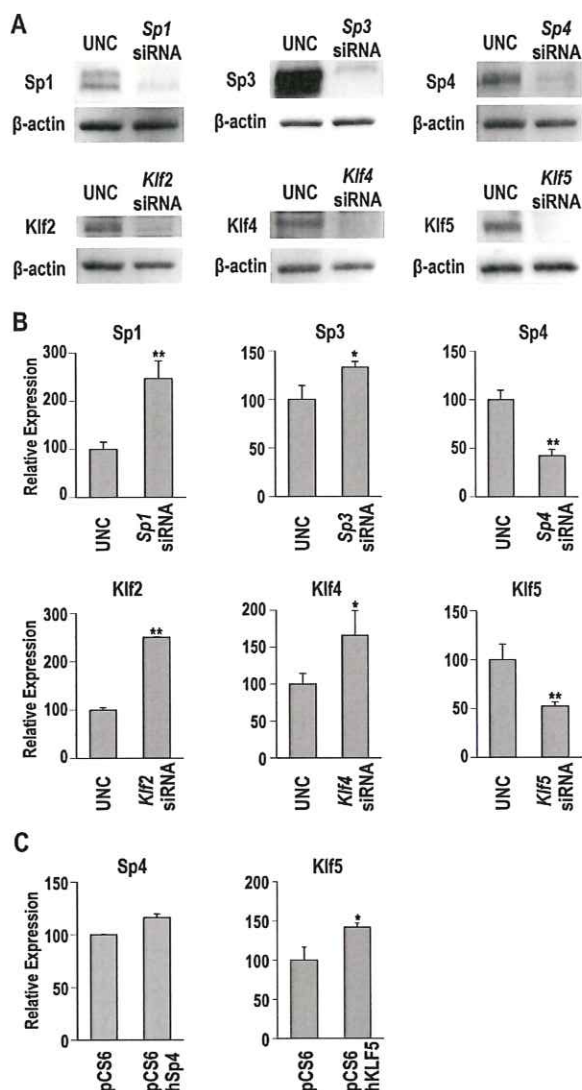 A
UNC Sp1 siRNA
Sp1
β-actin
UNC Sp3 siRNA
Sp3
β-actin
UNC Sp4 siRNA
Sp4
β-actin
UNC Klf2 siRNA
Klf2
β-actin
UNC Klf4 siRNA
Klf4
β-actin
UNC Klf5 siRNA
Klf5
β-actin
B
Sp1
Relative Expression
300
200
100
0
**
UNC
Sp1 siRNA
Sp3
150
100
50
0
*
UNC
Sp3 siRNA
Sp4
150
100
50
0
**
UNC
Sp4 siRNA
Klf2
Relative Expression
300
200
100
0
**
UNC
Klf2 siRNA
Klf4
200
150
100
50
0
*
UNC
Klf4 siRNA
Klf5
150
100
50
0
**
UNC
Klf5 siRNA
C
Sp4
Relative Expression
150
100
50
0
pCS6
pCS6 hSp4
Klf5
200
150
100
50
0
*
pCS6
pCS6 hKLF5